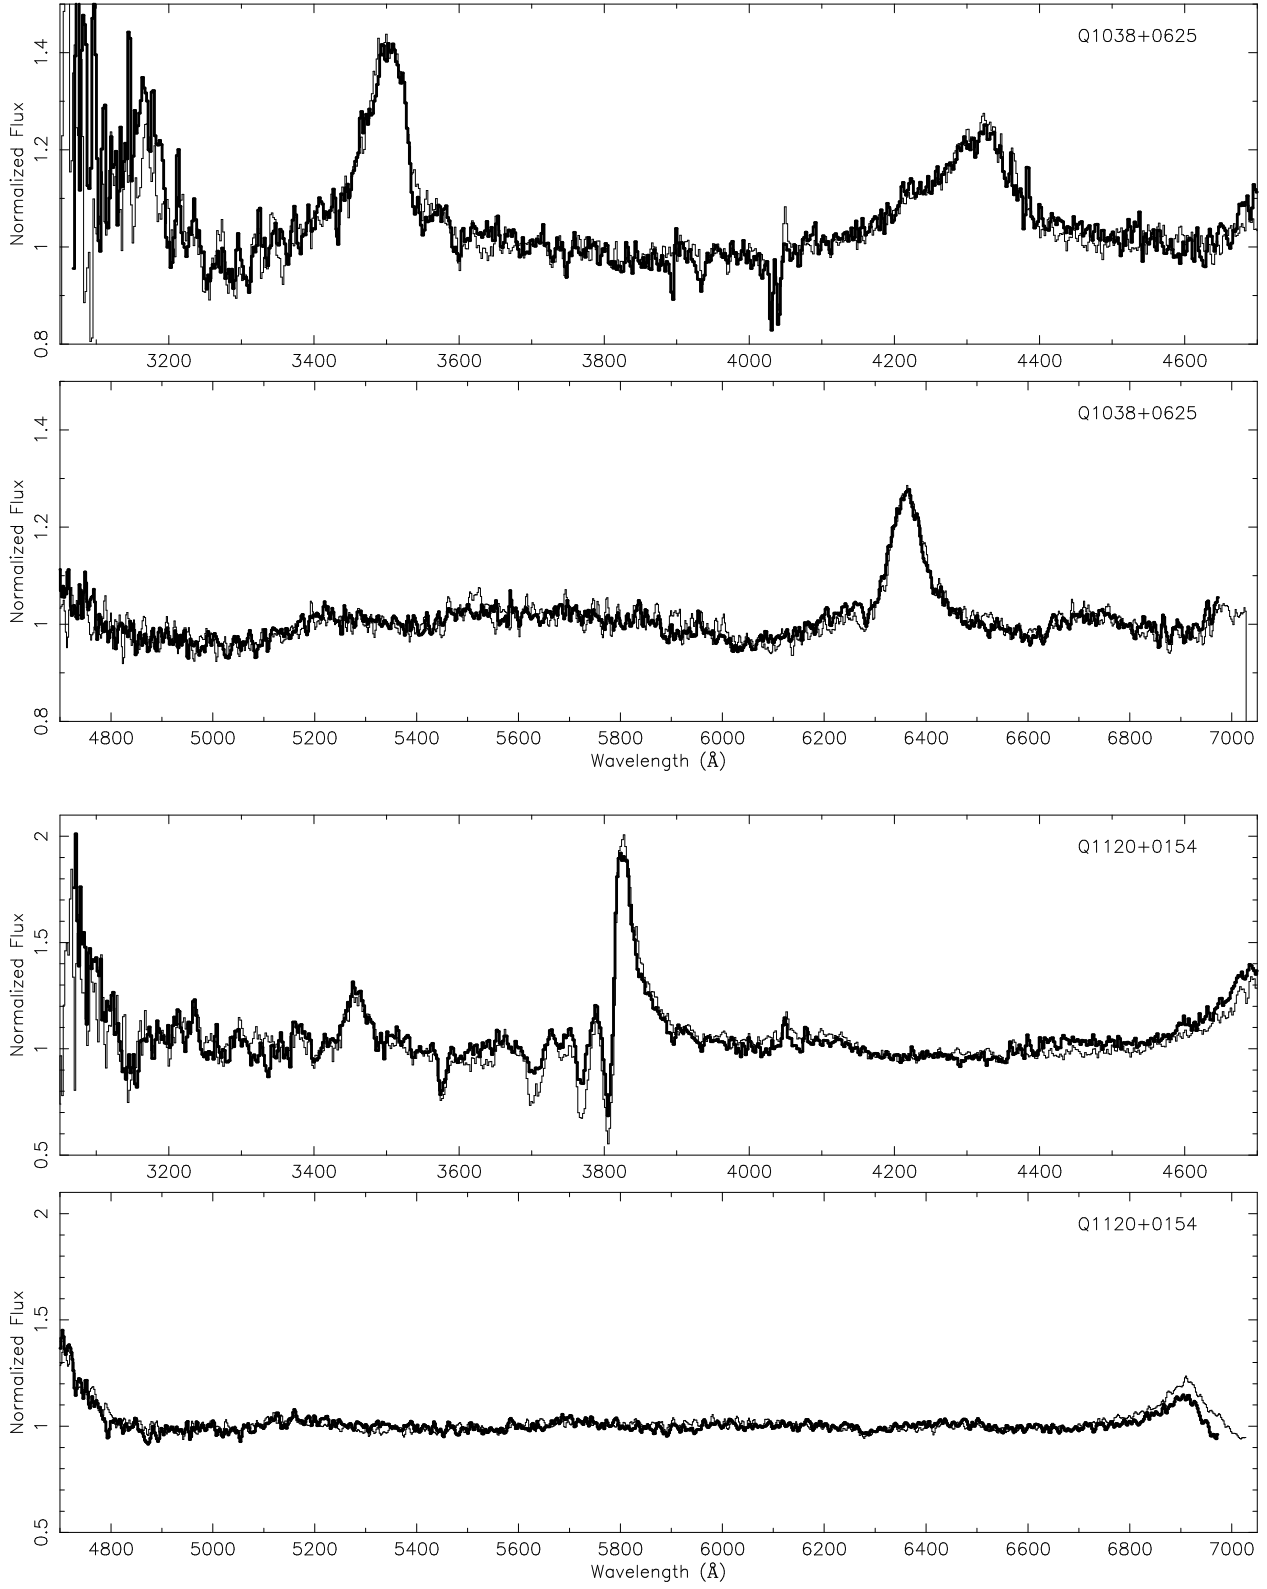 Q1038+0625
Normalized Flux
0.8 1 1.2 1.4
3200 3400 3600 3800 4000 4200 4400 4600
Q1038+0625
Normalized Flux
0.8 1 1.2 1.4
4800 5000 5200 5400 5600 5800 6000 6200 6400 6600 6800 7000
Wavelength (Å)
Q1120+0154
Normalized Flux
0.5 1 1.5 2
3200 3400 3600 3800 4000 4200 4400 4600
Q1120+0154
Normalized Flux
0.5 1 1.5 2
4800 5000 5200 5400 5600 5800 6000 6200 6400 6600 6800 7000
Wavelength (Å)